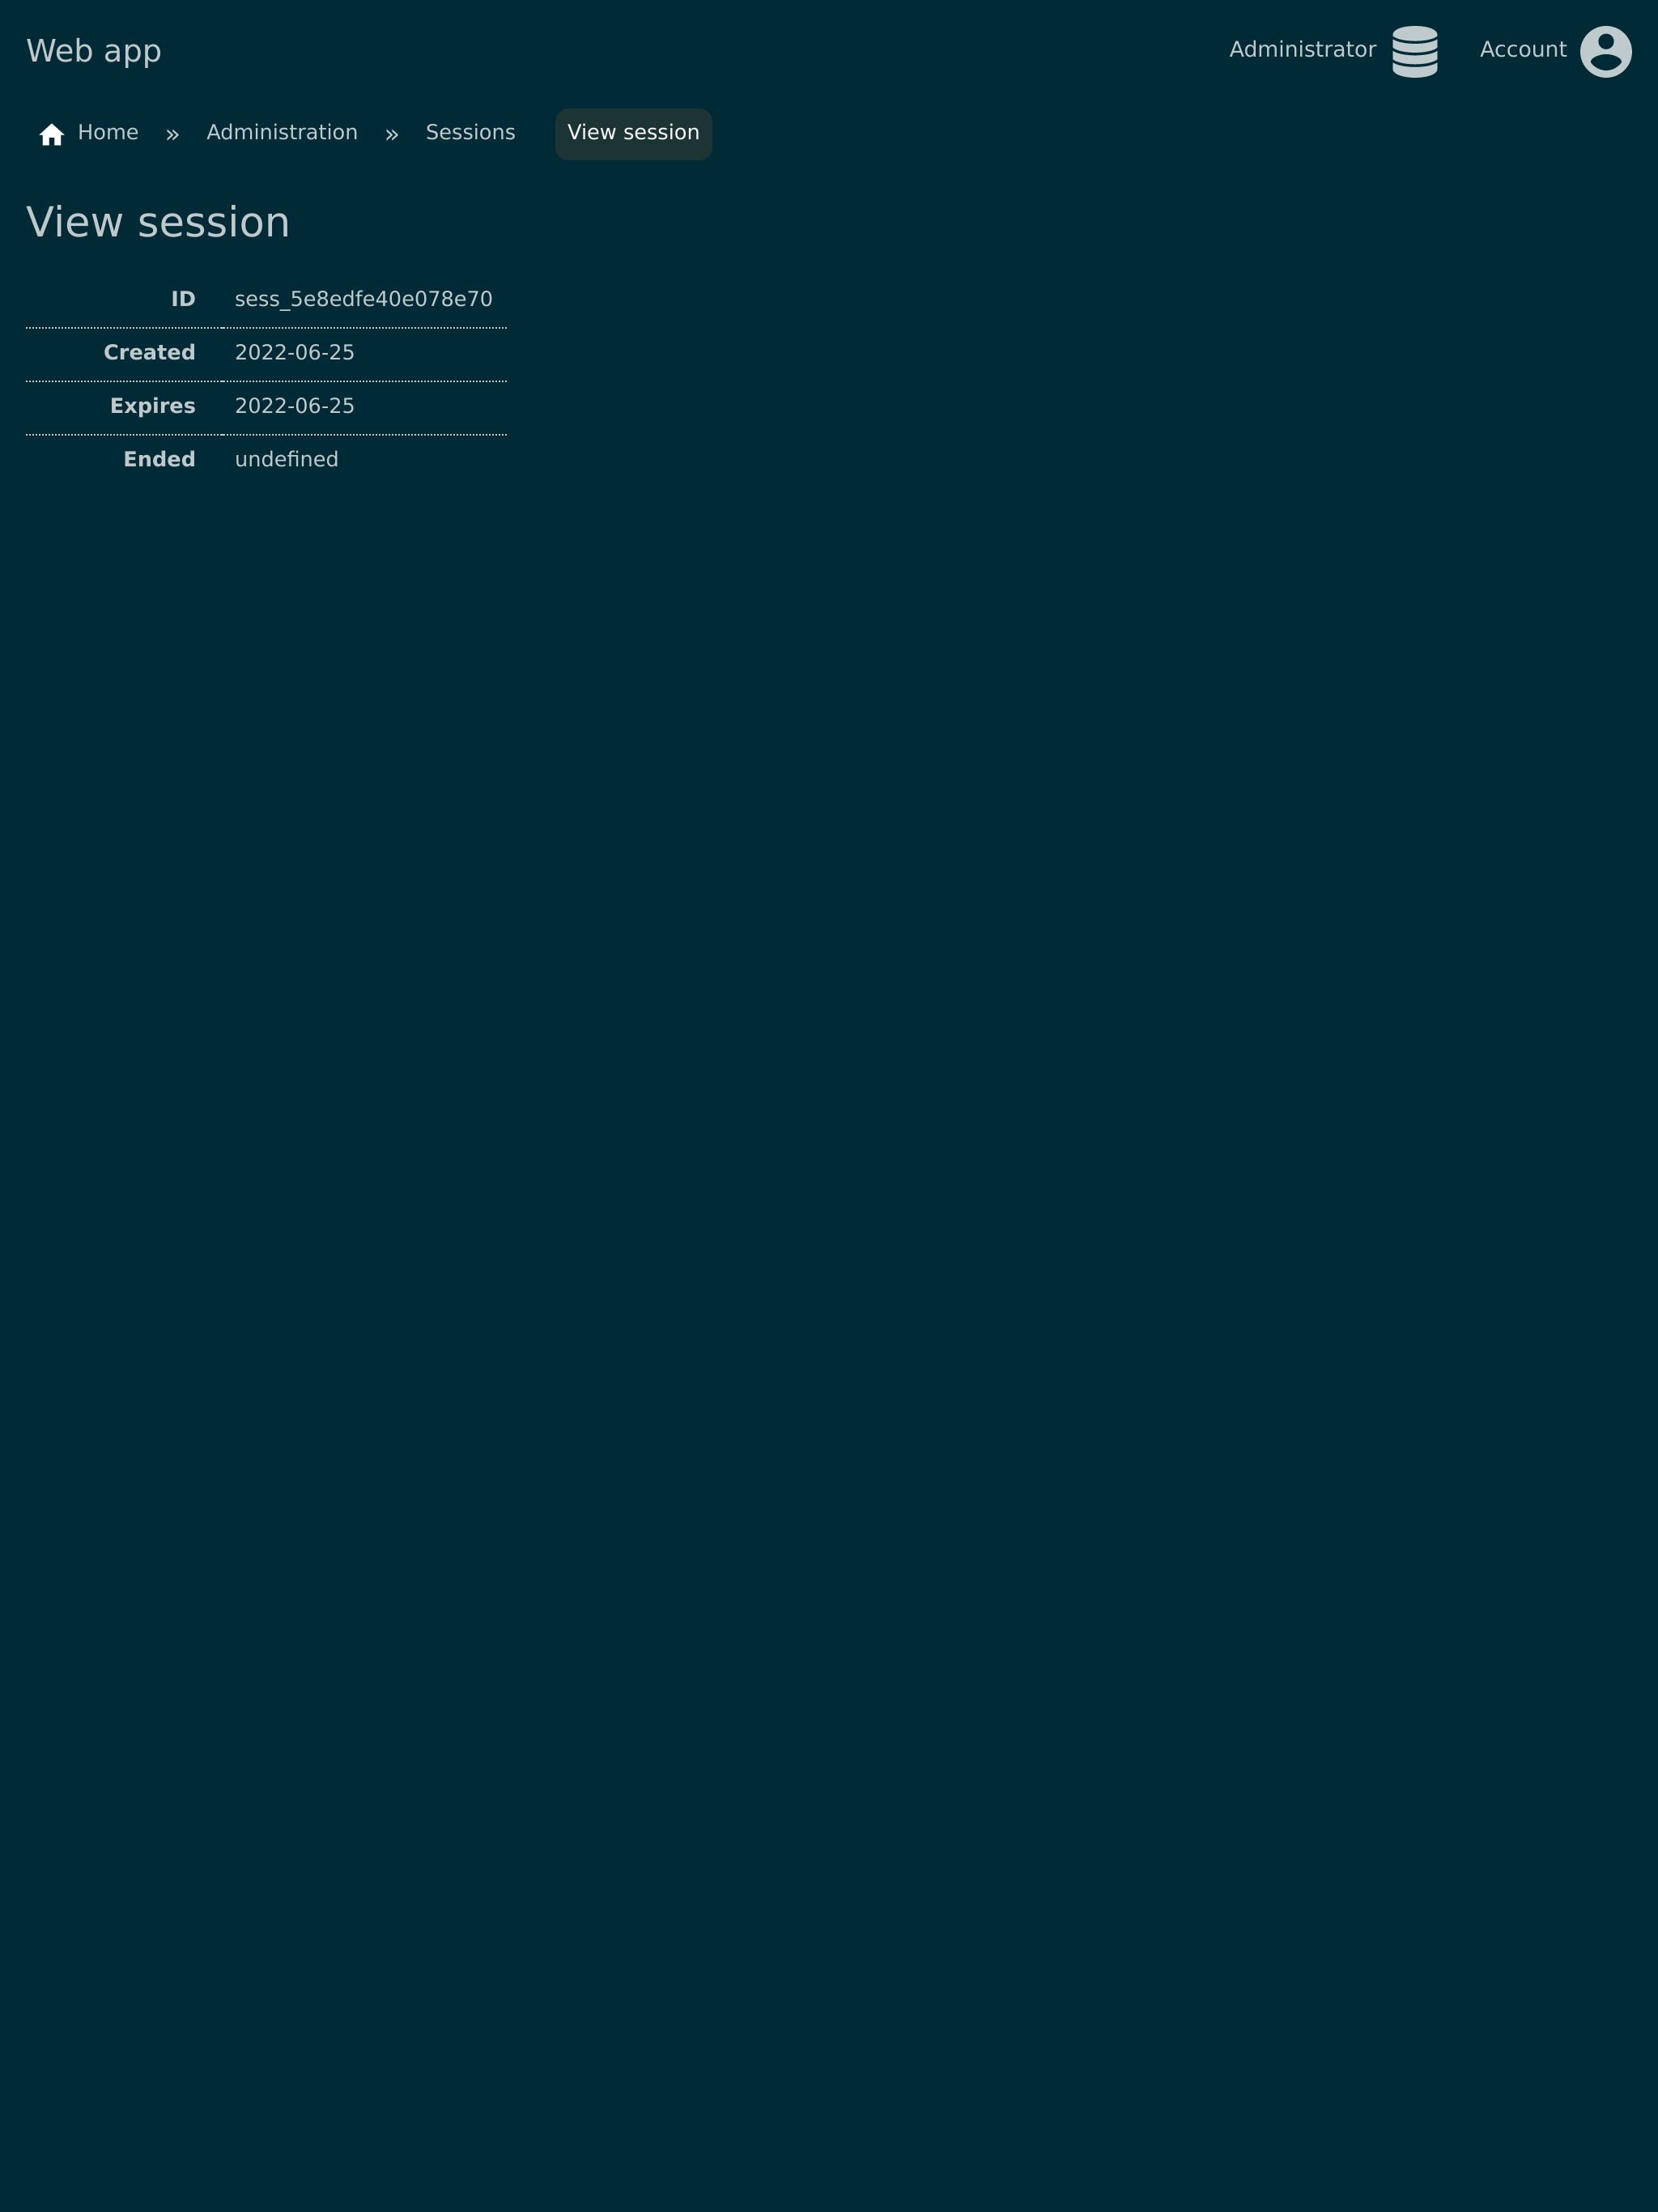 Web app Administrator Account
Home » Administration » Sessions View session
View session
ID sess_5e8edfe40e078e70
Created 2022-06-25
Expires 2022-06-25
Ended undefined